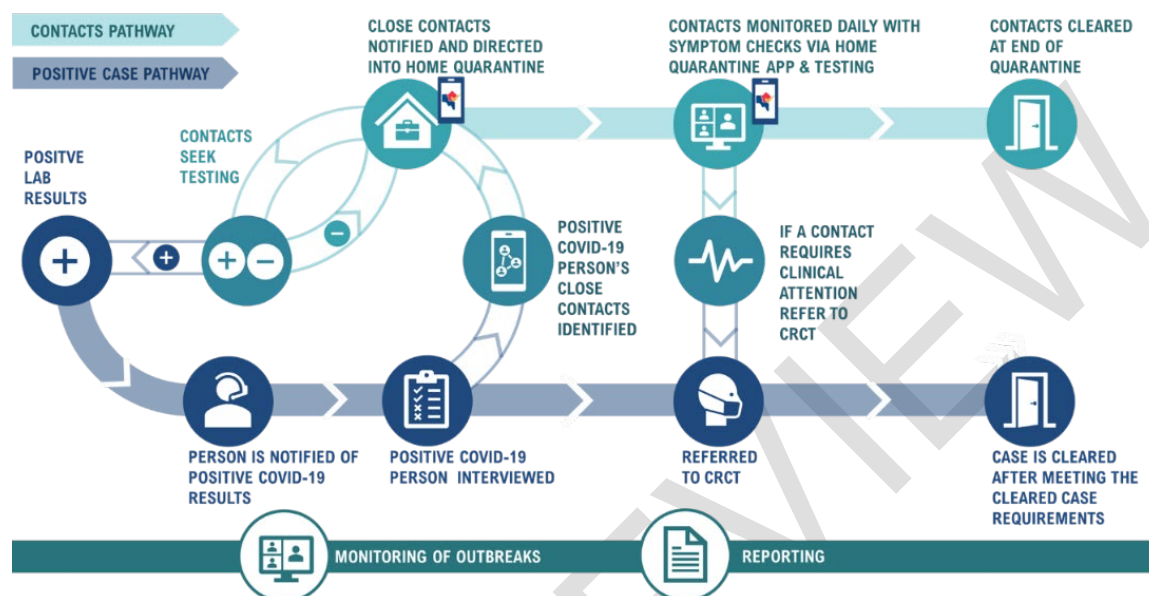 CONTACTS PATHWAY
POSITIVE CASE PATHWAY
CLOSE CONTACTS
NOTIFIED AND DIRECTED
INTO HOME QUARANTINE
CONTACTS MONITORED DAILY WITH
SYMPTOM CHECKS VIA HOME
QUARANTINE APP & TESTING
CONTACTS CLEARED
AT END OF
QUARANTINE
CONTACTS
SEEK
TESTING
POSITVE
LAB
RESULTS
POSITIVE
COVID-19
PERSON'S
CLOSE
CONTACTS
IDENTIFIED
IF A CONTACT
REQUIRES
CLINICAL
ATTENTION
REFER TO
CRCT
PERSON IS NOTIFIED OF
POSITIVE COVID-19
RESULTS
POSITIVE COVID-19
PERSON INTERVIEWED
REFERRED
TO CRCT
CASE IS CLEARED
AFTER MEETING THE
CLEARED CASE
REQUIREMENTS
MONITORING OF OUTBREAKS
REPORTING